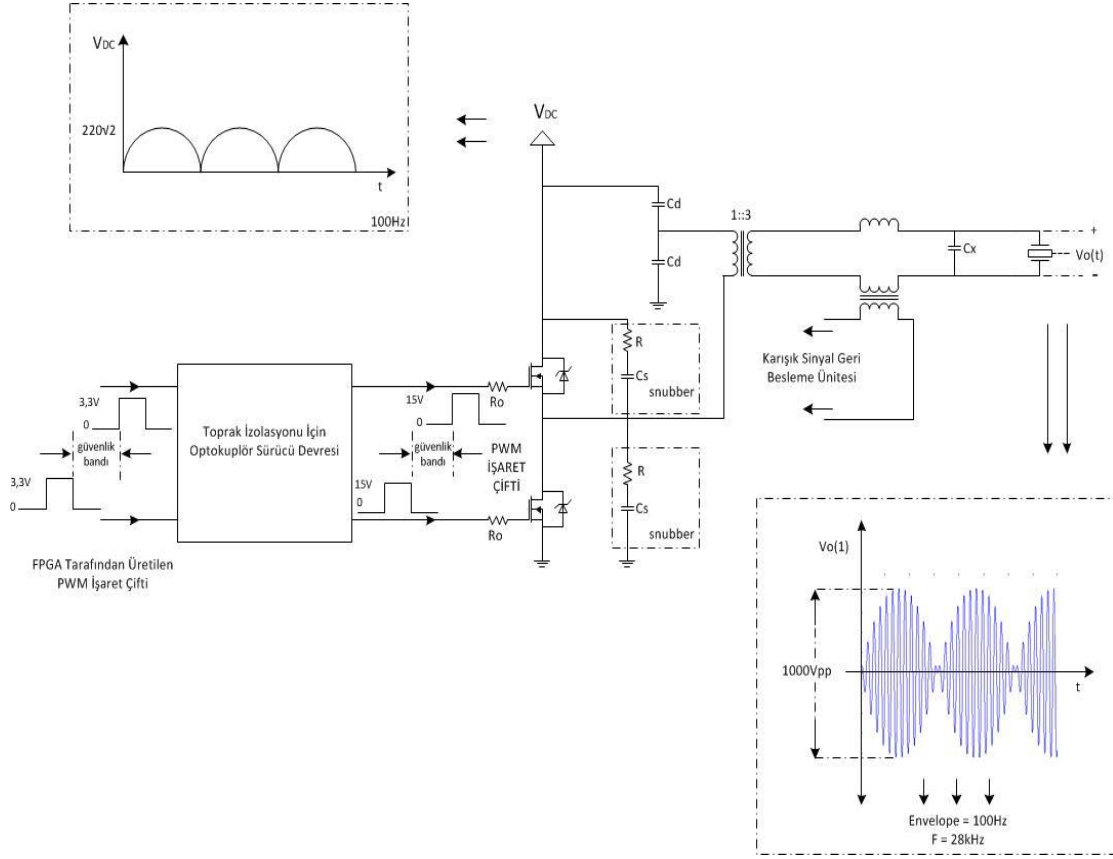 VDC
220√2
t
100Hz
VDC
Cd
Cd
1::3
Cx
+
Vo(t)
-
Karışık Sinyal Geri
Besleme Ünitesi
R
Cs
snubber
R
Cs
snubber
3,3V
0
güvenlik
bandı
3,3V
0
FPGA Tarafından Üretilen
PWM İşaret Çifti
Toprak İzolasyonu İçin
Optokuplör Sürücü Devresi
15V
0
güvenlik
bandı
15V
0
PWM
İŞARET
ÇİFTİ
Ro
Ro
Vo(1)
1000Vpp
t
Envelope = 100Hz
F = 28kHz